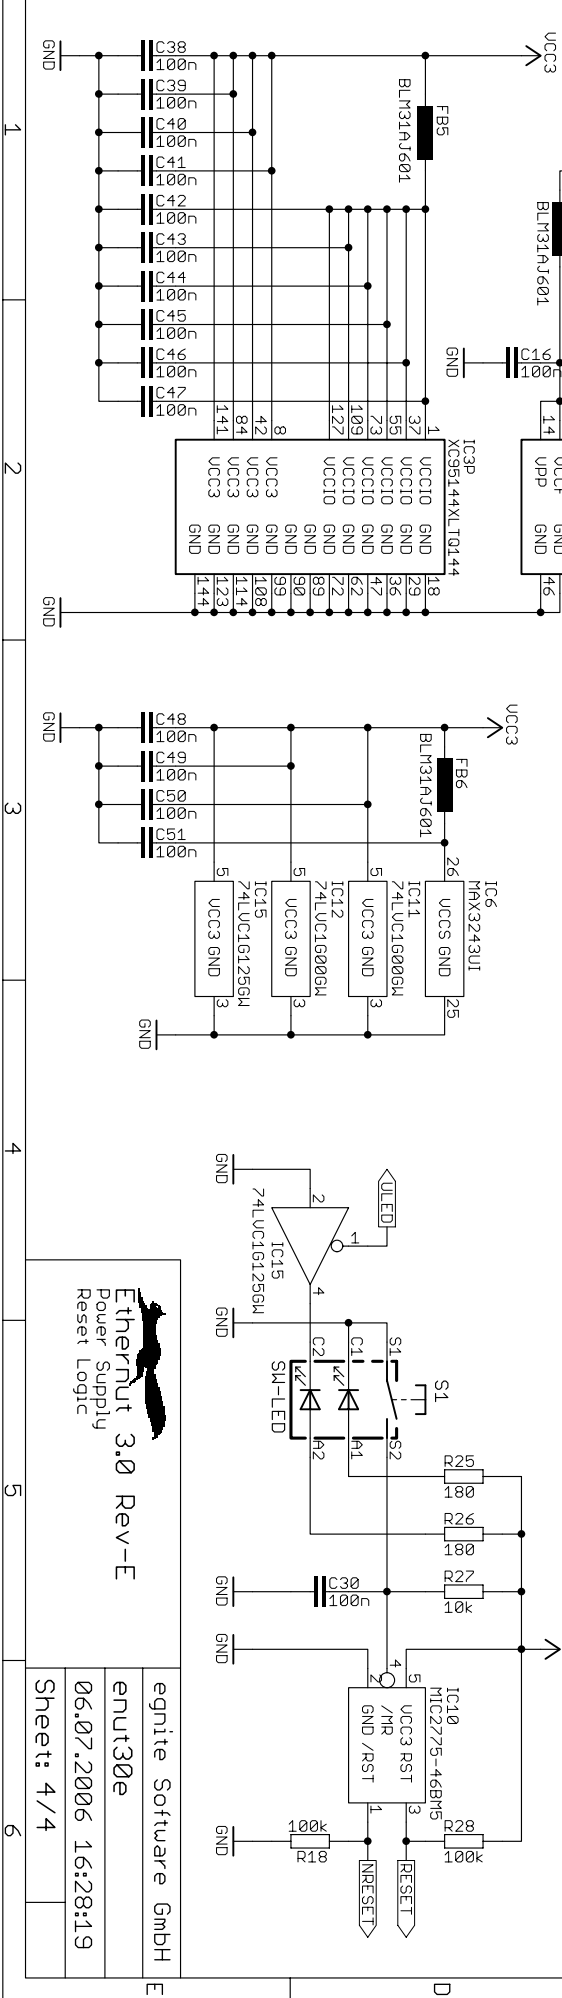 VCC3
GND
C38
100n
C39
100n
C40
100n
C41
100n
C42
100n
C43
100n
C44
100n
C45
100n
C46
100n
C47
100n
FB5
BLM31AJ601
BLM31AJ601
GND
C16
100n
141
84
42
8
127
109
73
55
37
1
IC3P
XC95144XLTQ144
VCC3
VCC3
VCC3
VCC3
VCCIO
VCCIO
VCCIO
VCCIO
VCCIO
VCCIO
GND
GND
GND
GND
GND
GND
GND
GND
GND
GND
GND
GND
GND
144
123
114
108
99
90
89
72
62
47
36
29
18
GND
14
VPP
GND
46
VCC3
GND
C48
100n
C49
100n
C50
100n
C51
100n
FB6
BLM31AJ601
5
VCC3 GND
3
IC15
74LVC1G125GW
5
VCC3 GND
3
IC12
74LVC1G00GW
5
VCC3 GND
3
IC11
74LVC1G00GW
26
VCCS GND
25
IC6
MAX3243UI
GND
GND
2
1
4
IC15
74LVC1G125GW
ULED
GND
C2
C1
S1
A2
A1
S2
SW-LED
S1
R25
180
R26
180
R27
10k
GND
C30
100n
GND
2
4
5
IC10
MIC2775-46BM5
VCC3 RST
/MR
GND /RST
1
3
GND
100k
R18
R28
100k
NRESET
RESET
Ethernut 3.0 Rev-E
Power Supply
Reset Logic
egnite Software GmbH
enut30e
06.07.2006 16:28:19
Sheet: 4/4
1
2
3
4
5
6
E
D